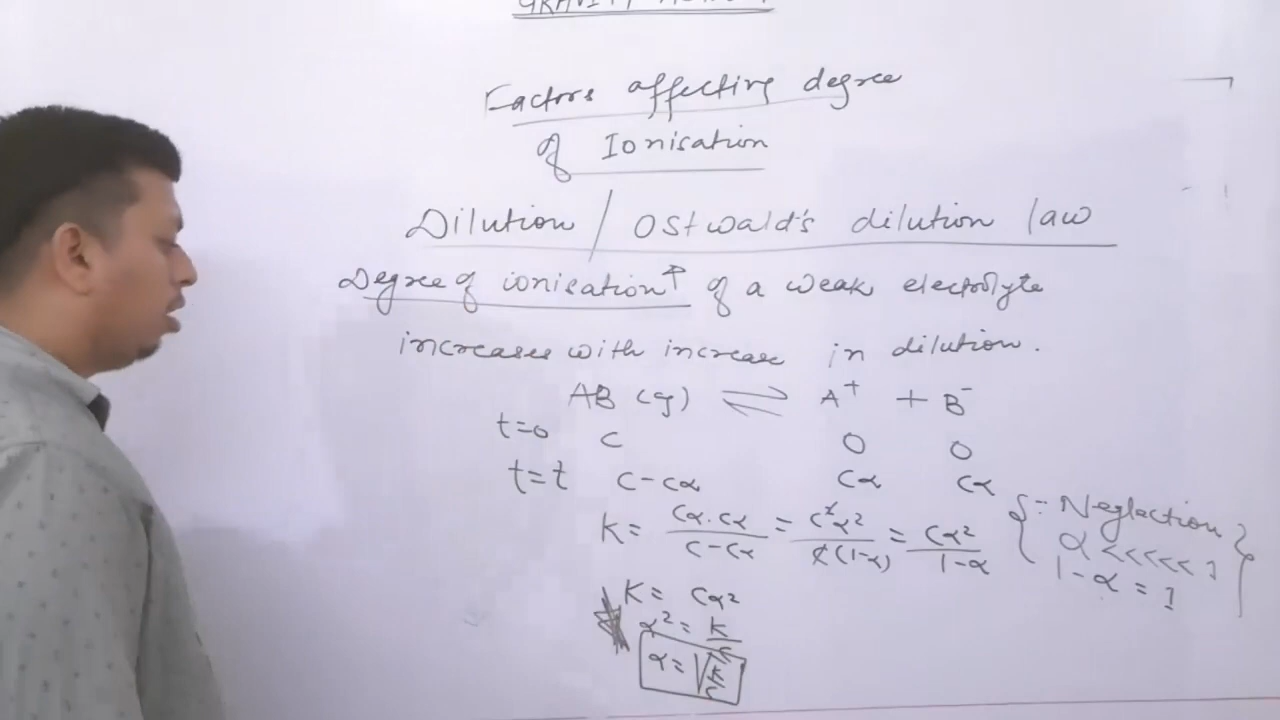 Factors affecting degree
of Ionisation
Dilution / Ostwald's dilution law
Degree of ionisation↑ of a weak electrolyte
increases with increase in dilution.
AB (g) ⇌ A⁺ + B⁻
t=0 C 0 0
t=t C-Cα Cα Cα
K = Cα.Cα/C-Cα = C²α²/C(1-α) = Cα²/1-α
{∵ Neglection
α <<<<< 1
1-α = 1}
K = Cα²
α² = K/C
α = √K/C